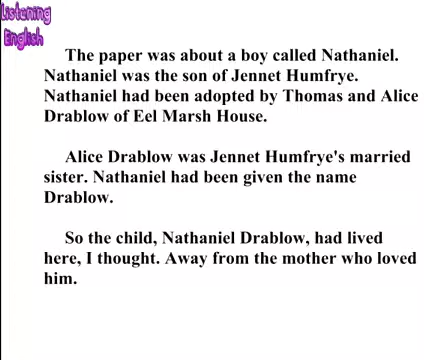 Listening
English
The paper was about a boy called Nathaniel.
Nathaniel was the son of Jennet Humfrye.
Nathaniel had been adopted by Thomas and Alice
Drablow of Eel Marsh House.
Alice Drablow was Jennet Humfrye's married
sister. Nathaniel had been given the name
Drablow.
So the child, Nathaniel Drablow, had lived
here, I thought. Away from the mother who loved
him.